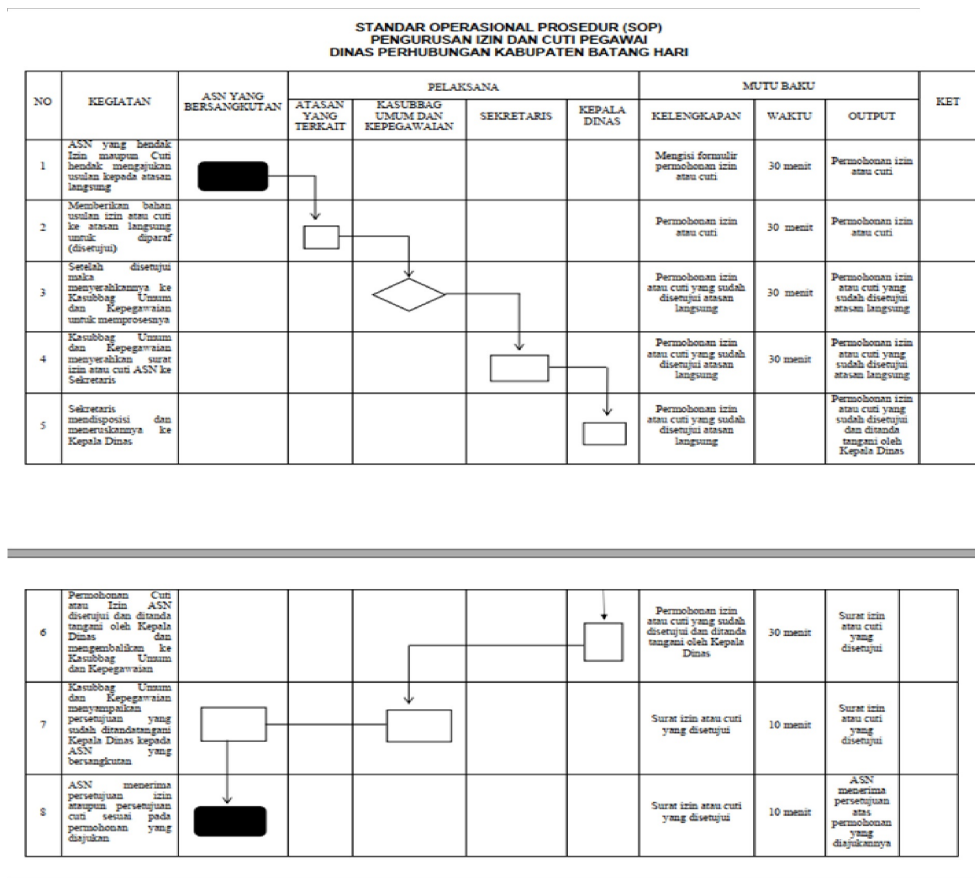 STANDAR OPERASIONAL PROSEDUR (SOP)
PENGURUSAN IZIN DAN CUTI PEGAWAI
DINAS PERHUBUNGAN KABUPATEN BATANG HARI
NO
KEGIATAN
ASN YANG
BERSANGKUTAN
PELAKSANA
MUTU BAKU
KET
ATASAN
YANG
TERKAIT
KASUBBAG
UMUM DAN
KEPEGAWAIAN
SEKRETARIS
KEPALA
DINAS
KELENGKAPAN
WAKTU
OUTPUT
1
ASN yang hendak
Izin maupun Cuti
hendak mengajukan
usulan kepada atasan
langsung
Mengisi formulir
permohonan izin
atau cuti
30 menit
Permohonan izin
atau cuti
2
Memberikan bahan
usulan izin atau cuti
ke atasan langsung
untuk diparaf
(disetujui)
Permohonan izin
atau cuti
30 menit
Permohonan izin
atau cuti
3
Setelah disetujui
maka
menyerahkannya ke
Kasubbag Umum
dan Kepegawaian
untuk memprosesnya
Permohonan izin
atau cuti yang sudah
disetujui atasan
langsung
30 menit
Permohonan izin
atau cuti yang
sudah disetujui
atasan langsung
4
Kasubbag Umum
dan Kepegawaian
menyerahkan surat
izin atau cuti ASN ke
Sekretaris
Permohonan izin
atau cuti yang sudah
disetujui atasan
langsung
30 menit
Permohonan izin
atau cuti yang
sudah disetujui
atasan langsung
5
Sekretaris
mendisposisi dan
meneruskannya ke
Kepala Dinas
Permohonan izin
atau cuti yang sudah
disetujui atasan
langsung
Permohonan izin
atau cuti yang
sudah disetujui
dan ditanda
tangani oleh
Kepala Dinas
6
Permohonan Cuti
atau Izin ASN
disetujui dan ditanda
tangani oleh Kepala
Dinas dan
mengembalikan ke
Kasubbag Umum
dan Kepegawaian
Permohonan izin
atau cuti yang sudah
disetujui dan ditanda
tangani oleh Kepala
Dinas
30 menit
Surat izin
atau cuti
yang
disetujui
7
Kasubbag Umum
dan Kepegawaian
menyampaikan
persetujuan yang
sudah ditandatangani
Kepala Dinas kepada
ASN yang
bersangkutan
Surat izin atau cuti
yang disetujui
10 menit
Surat izin
atau cuti
yang
disetujui
8
ASN menerima
persetujuan izin
ataupun persetujuan
cuti sesuai pada
permohonan yang
diajukan
Surat izin atau cuti
yang disetujui
10 menit
ASN
menerima
persetujuan
atas
permohonan
yang
diajukannya